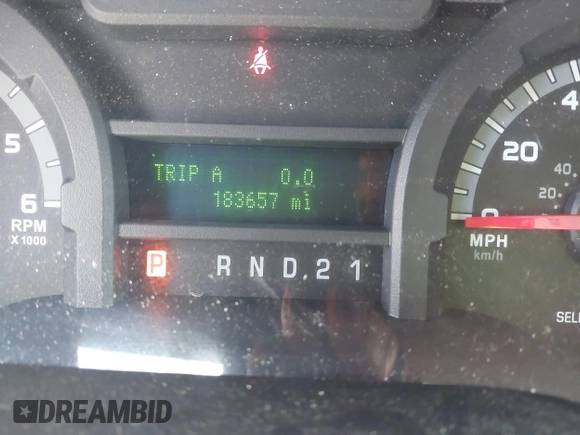 5
6
RPM
X 1000
TRIP A 0.0
183657 mi
P R N D 2 1
4
20
40
20
0
MPH
km/h
SEL
DREAMBID